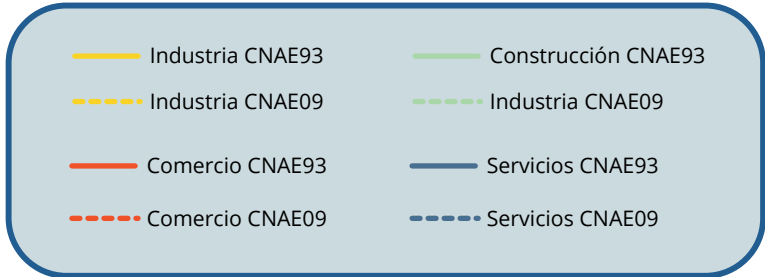 Industria CNAE93 Construcción CNAE93
Industria CNAE09 Industria CNAE09
Comercio CNAE93 Servicios CNAE93
Comercio CNAE09 Servicios CNAE09